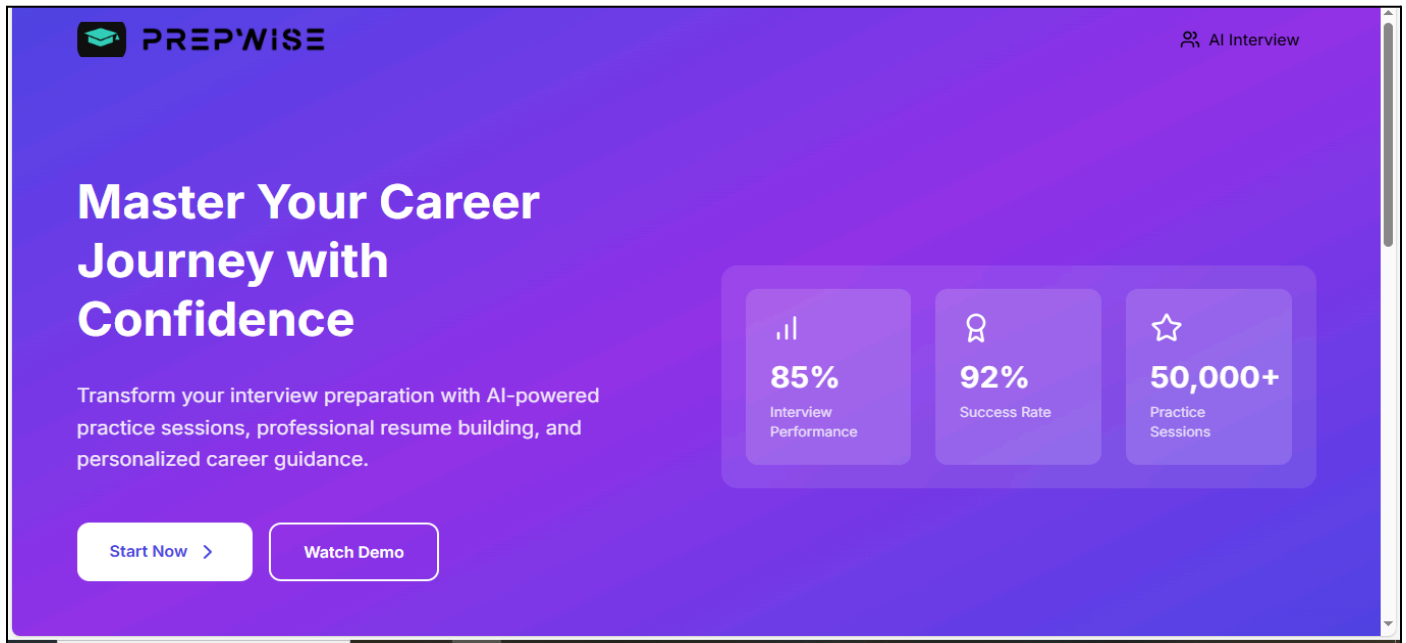 PREPWISE
AI Interview
Master Your Career
Journey with
Confidence
Transform your interview preparation with AI-powered
practice sessions, professional resume building, and
personalized career guidance.
Start Now
Watch Demo
85%
Interview
Performance
92%
Success Rate
50,000+
Practice
Sessions